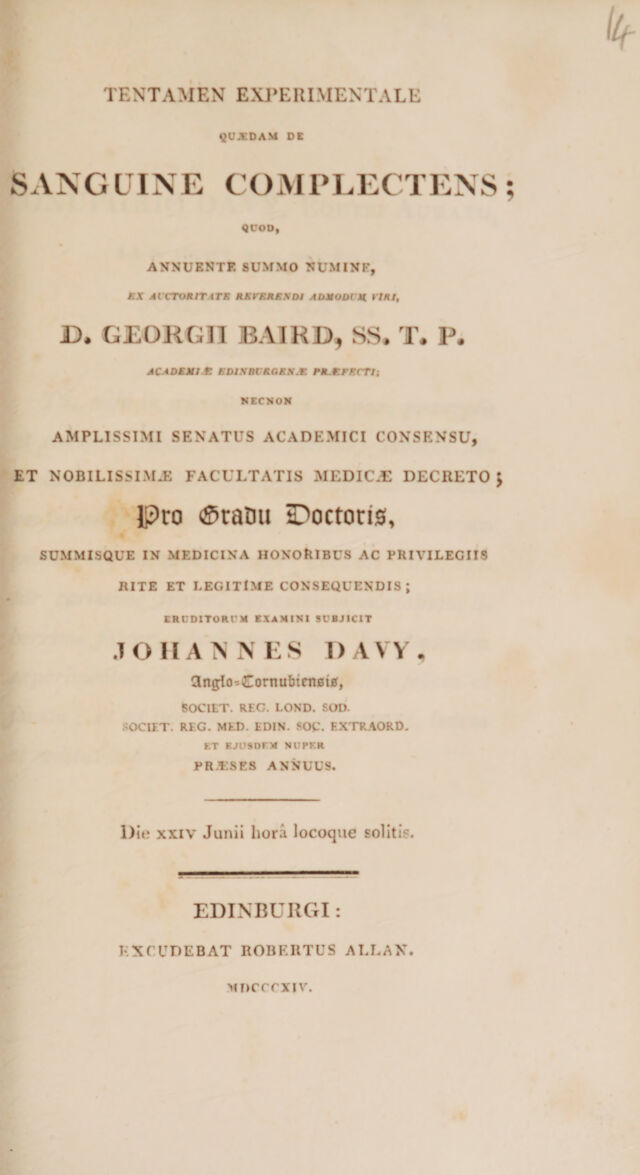 14
TENTAMEN EXPERIMENTALE
QUÆDAM DE
SANGUINE COMPLECTENS;
QUOD,
ANNUENTE SUMMO NUMINE,
EX AUCTORITATE REVERENDI ADMODUM VIRI,
D. GEORGII BAIRD, SS. T. P.
ACADEMIÆ EDINBURGENÆ PRÆFECTI;
NECNON
AMPLISSIMI SENATUS ACADEMICI CONSENSU,
ET NOBILISSIMÆ FACULTATIS MEDICÆ DECRETO;
Pro Gradu Doctoris,
SUMMISQUE IN MEDICINA HONORIBUS AC PRIVILEGIIS
RITE ET LEGITIME CONSEQUENDIS;
ERUDITORUM EXAMINI SUBJICIT
JOHANNES DAVY,
Anglo-Cornubiensis,
SOCIET. REG. LOND. SOD.
SOCIET. REG. MED. EDIN. SOC. EXTRAORD.
ET EJUSDEM NUPER
PRÆSES ANNUUS.
Die XXIV Junii horâ locoque solitis.
EDINBURGI:
EXCUDEBAT ROBERTUS ALLAN.
MDCCCXIV.